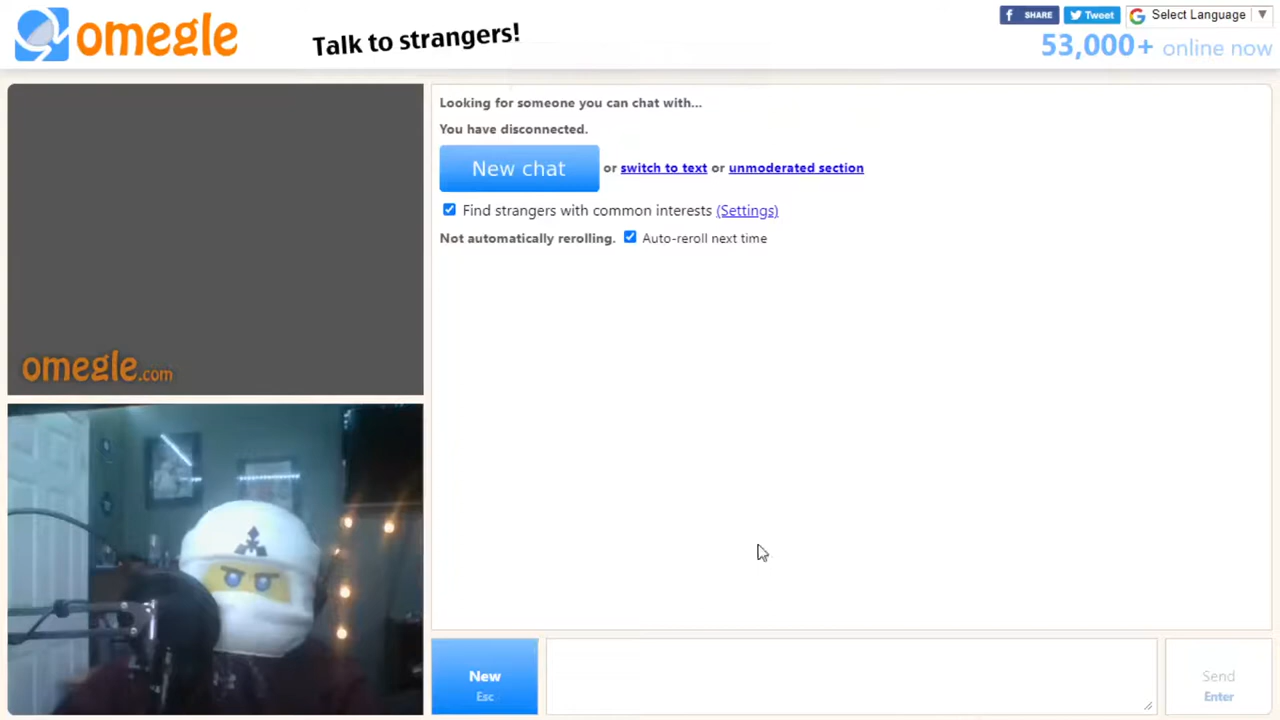 omegle
Talk to strangers!
SHARE
Tweet
Select Language
53,000+ online now
Looking for someone you can chat with...
You have disconnected.
New chat or switch to text or unmoderated section
Find strangers with common interests (Settings)
Not automatically rerolling. Auto-reroll next time
omegle.com
New
Esc
Send
Enter